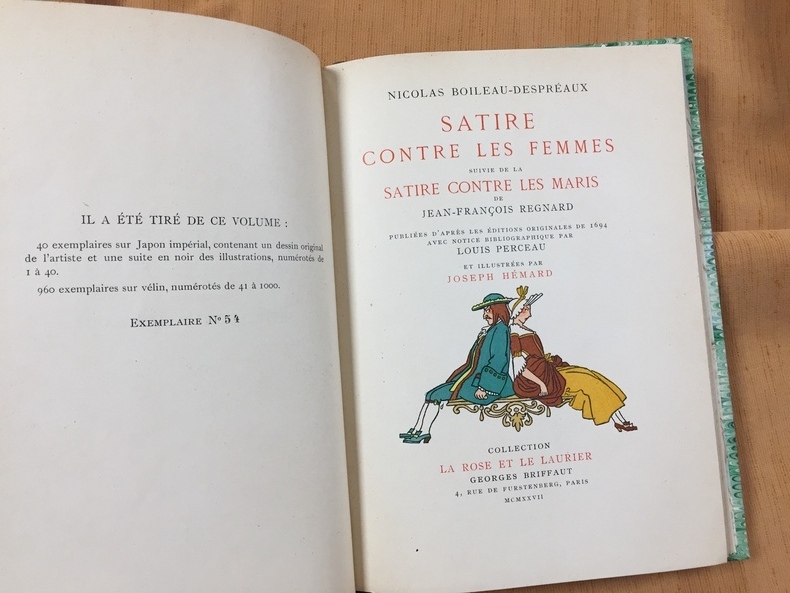 IL A ÉTÉ TIRÉ DE CE VOLUME :
40 exemplaires sur Japon impérial, contenant un dessin original
de l'artiste et une suite en noir des illustrations, numérotés de
1 à 40.
960 exemplaires sur vélin, numérotés de 41 à 1000.
EXEMPLAIRE Nº 54
NICOLAS BOILEAU-DESPRÉAUX
SATIRE
CONTRE LES FEMMES
SUIVIE DE LA
SATIRE CONTRE LES MARIS
DE
JEAN-FRANÇOIS REGNARD
PUBLIÉES D'APRÈS LES ÉDITIONS ORIGINALES DE 1694
AVEC NOTICE BIBLIOGRAPHIQUE PAR
LOUIS PERCEAU
ET ILLUSTRÉES PAR
JOSEPH HÉMARD
COLLECTION
LA ROSE ET LE LAURIER
GEORGES BRIFFAUT
4, RUE DE FURSTENBERG, PARIS
MCMXXVII